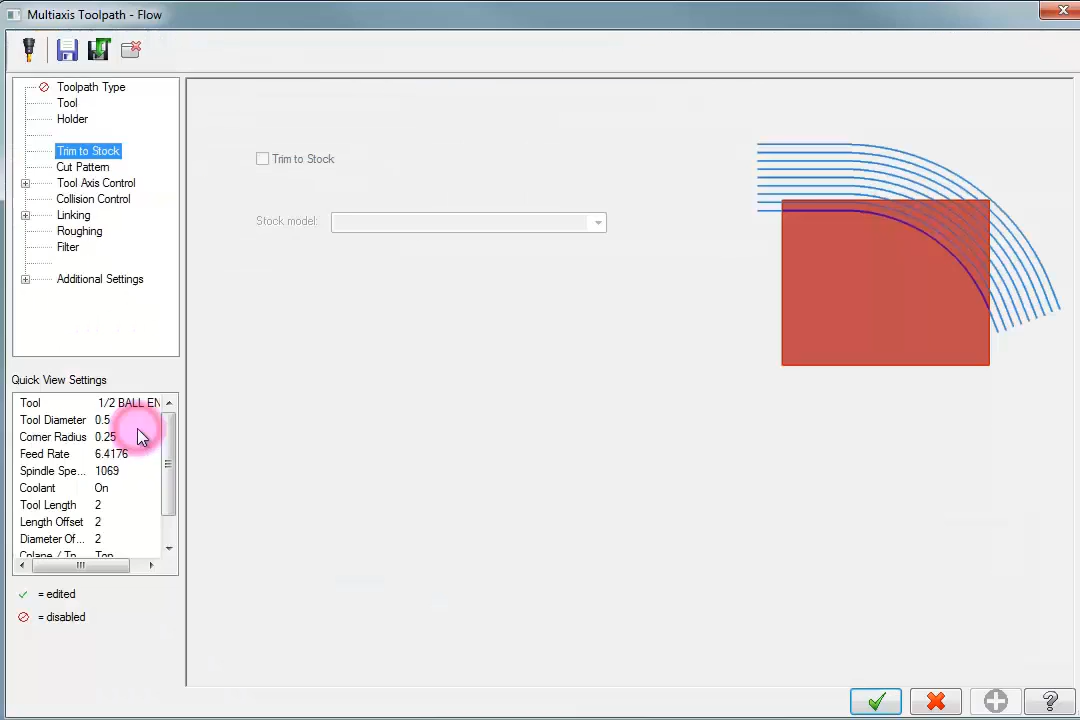 Multiaxis Toolpath - Flow
Toolpath Type
Tool
Holder
Trim to Stock
Cut Pattern
Tool Axis Control
Collision Control
Linking
Roughing
Filter
Additional Settings
Trim to Stock
Stock model:
Quick View Settings
Tool 1/2 BALL EN
Tool Diameter 0.5
Corner Radius 0.25
Feed Rate 6.4176
Spindle Spe... 1069
Coolant On
Tool Length 2
Length Offset 2
Diameter Of... 2
Cplane / Tp... Top
= edited
= disabled